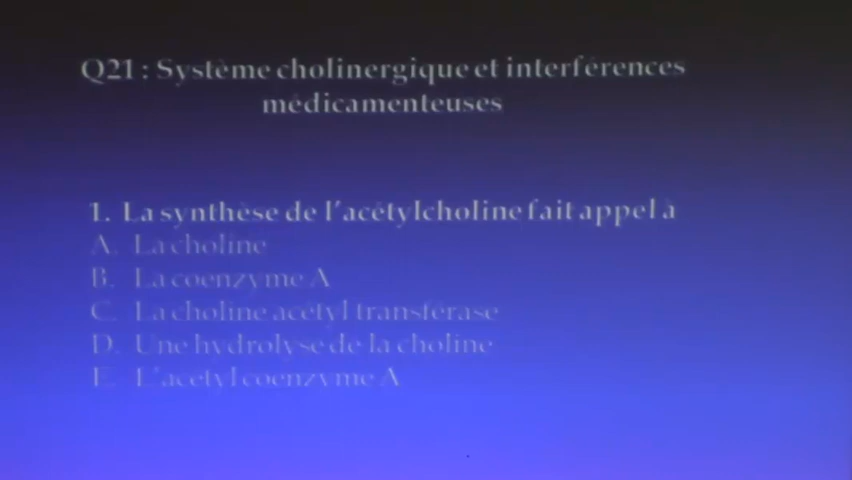 Q21 : Système cholinergique et interférences
médicamenteuses
1. La synthèse de l'acétylcholine fait appel à
A. La choline
B. La coenzyme A
C. La choline acétyl transférase
D. Une hydrolyse de la choline
E. L'acetyl coenzyme A